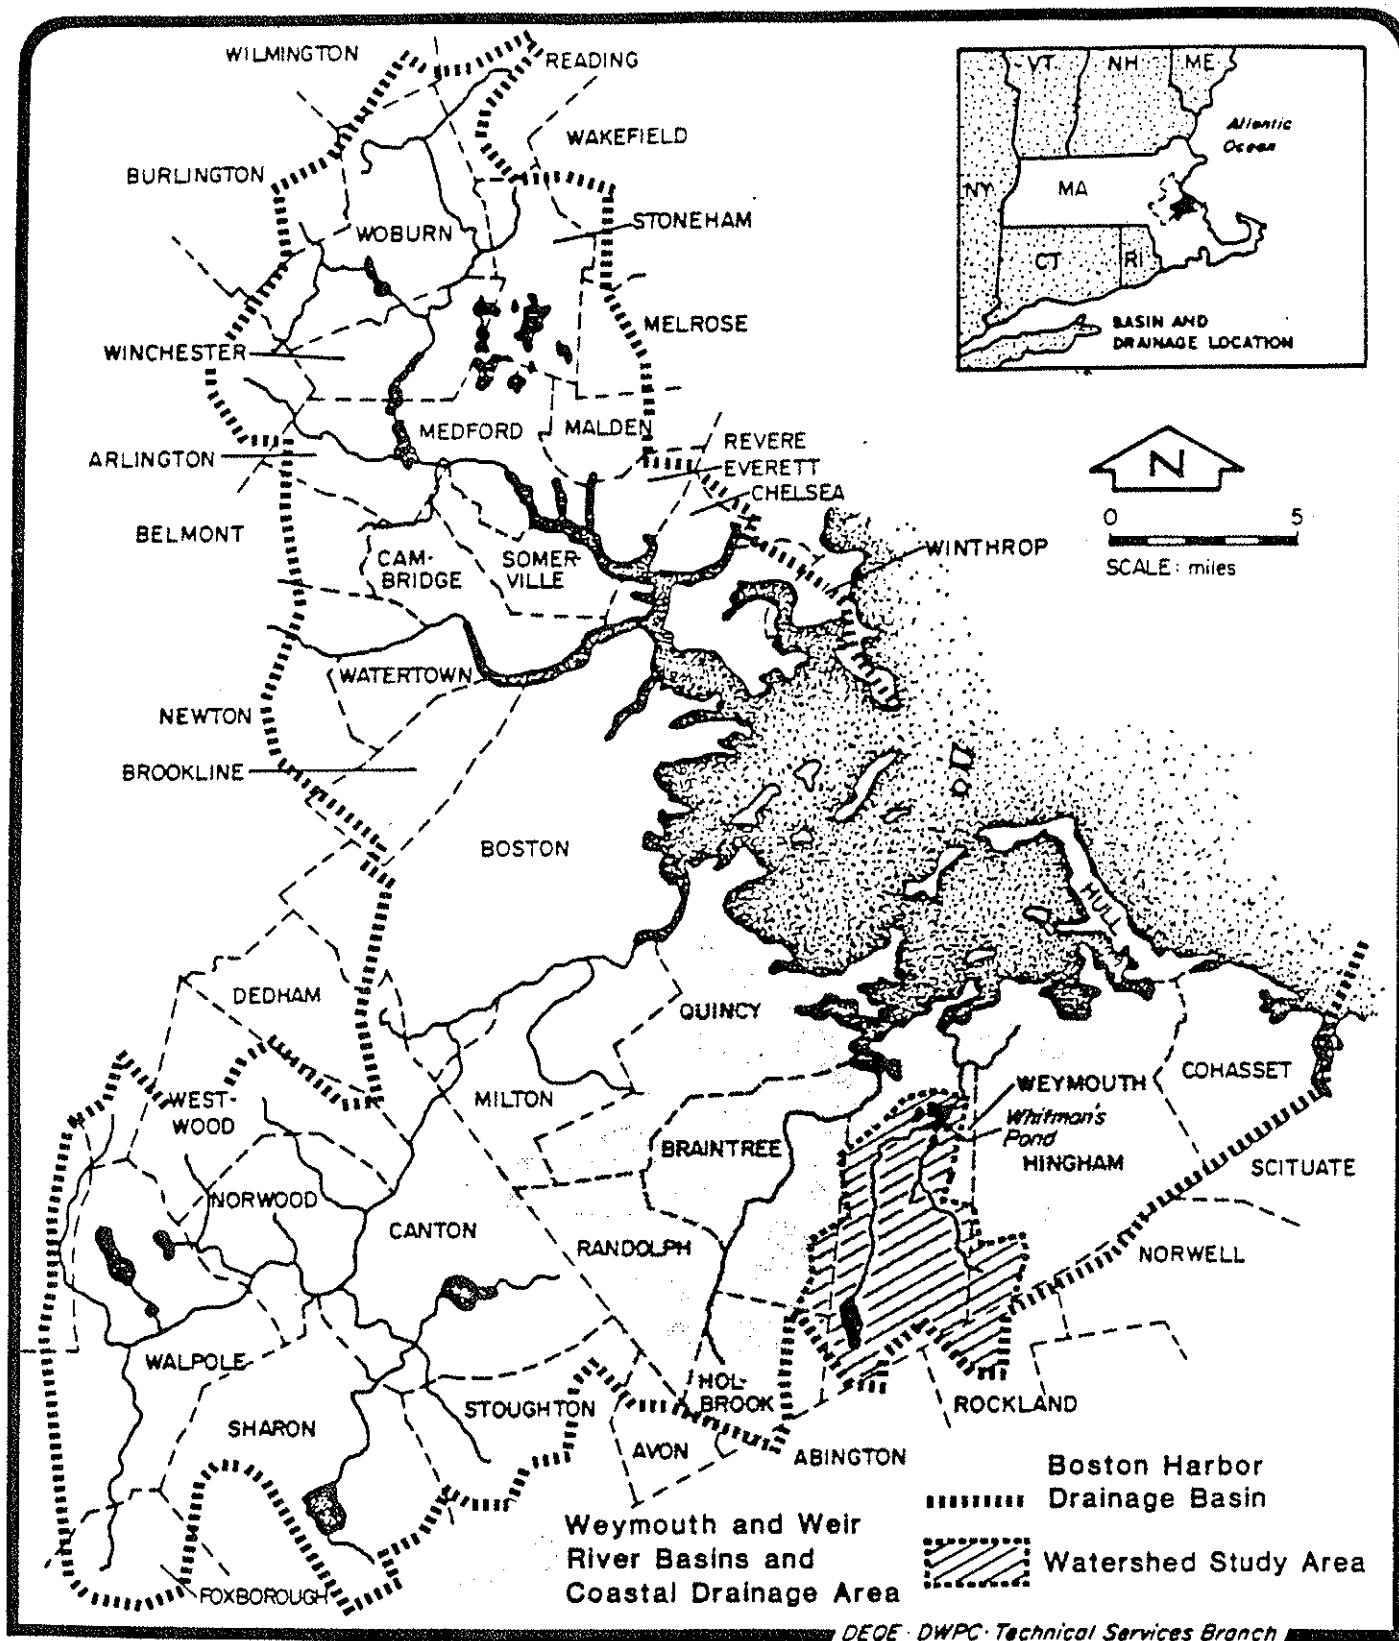 WILMINGTON
READING
WAKEFIELD
BURLINGTON
STONEHAM
WOBURN
MELROSE
WINCHESTER
MEDFORD
MALDEN
ARLINGTON
REVERE
EVERETT
CHELSEA
BELMONT
CAM-
BRIDGE
SOMER-
VILLE
WINTHROP
WATERTOWN
NEWTON
BROOKLINE
BOSTON
HULL
DEDHAM
QUINCY
COHASSET
WEST-
WOOD
MILTON
WEYMOUTH
Whitman's
Pond
BRAINTREE
HINGHAM
SCITUATE
NORWOOD
CANTON
RANDOLPH
NORWELL
WALPOLE
HOL-
BROOK
ROCKLAND
SHARON
STOUGHTON
AVON
ABINGTON
FOXBOROUGH
VT.
NH
ME
Atlantic
Ocean
NY
MA
CT
RI
BASIN AND
DRAINAGE LOCATION
N
0 5
SCALE: miles
Boston Harbor
Drainage Basin
Watershed Study Area
Weymouth and Weir
River Basins and
Coastal Drainage Area
DEQE · DWPC · Technical Services Branch